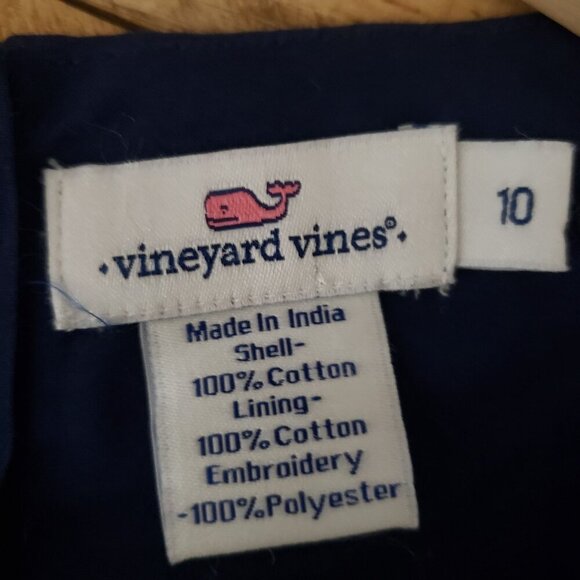 ·vineyard vines®·
10
Made In India
Shell-
100% Cotton
Lining-
100% Cotton
Embroidery
-100% Polyester